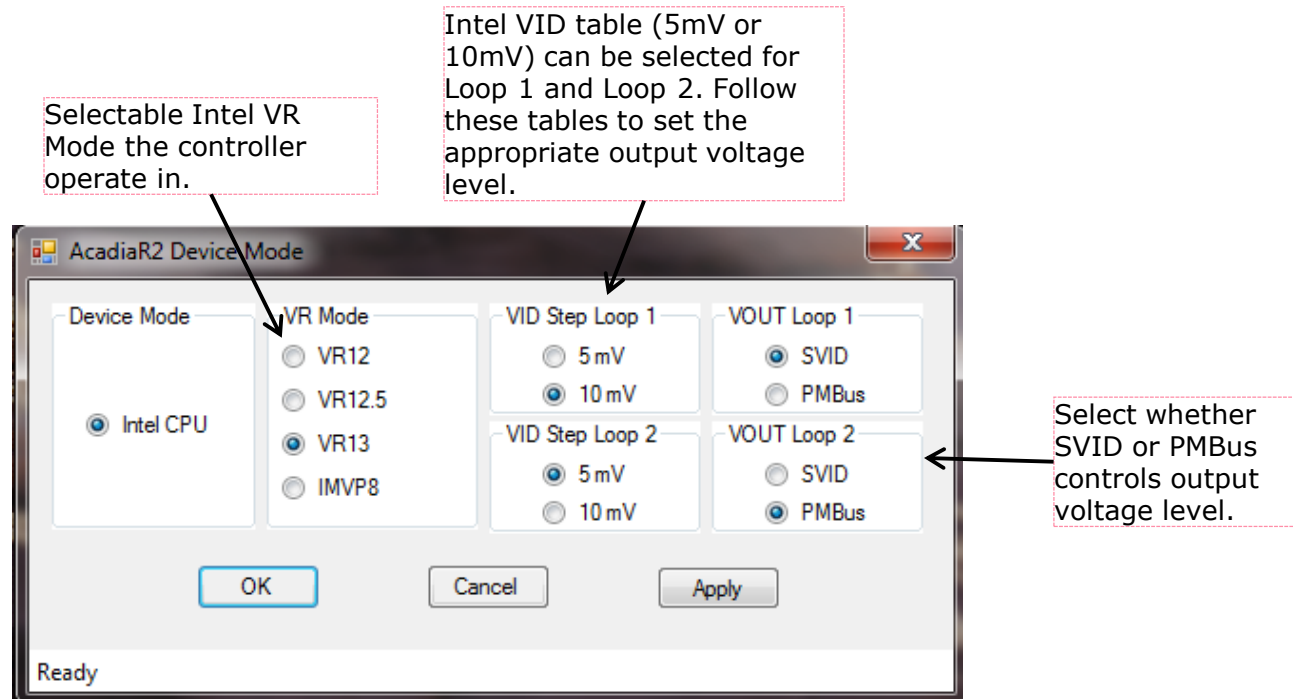 Intel VID table (5mV or
10mV) can be selected for
Loop 1 and Loop 2. Follow
these tables to set the
appropriate output voltage
level.
Selectable Intel VR
Mode the controller
operate in.
AcadiaR2 Device Mode
Device Mode
Intel CPU
VR Mode
VR12
VR12.5
VR13
IMVP8
VID Step Loop 1
5 mV
10 mV
VID Step Loop 2
5 mV
10 mV
VOUT Loop 1
SVID
PMBus
VOUT Loop 2
SVID
PMBus
Select whether
SVID or PMBus
controls output
voltage level.
OK
Cancel
Apply
Ready